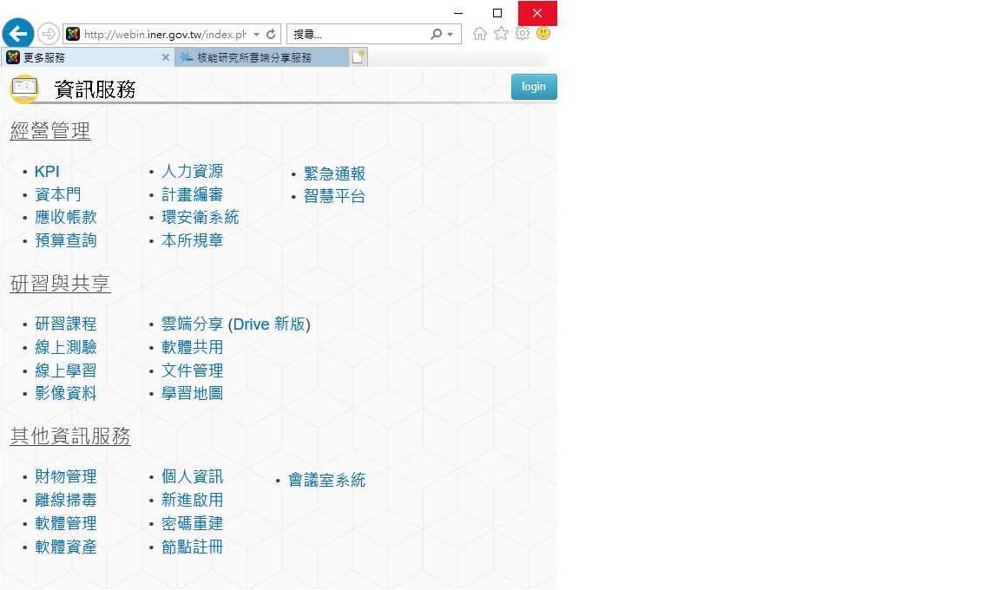 http://webin.iner.gov.tw/index.ph
搜尋...
更多服務
核能研究所雲端分享服務
資訊服務
login
經營管理
KPI
資本門
應收帳款
預算查詢
人力資源
計畫編審
環安衛系統
本所規章
緊急通報
智慧平台
研習與共享
研習課程
線上測驗
線上學習
影像資料
雲端分享 (Drive 新版)
軟體共用
文件管理
學習地圖
其他資訊服務
財物管理
離線掃毒
軟體管理
軟體資產
個人資訊
新進啟用
密碼重建
節點註冊
會議室系統